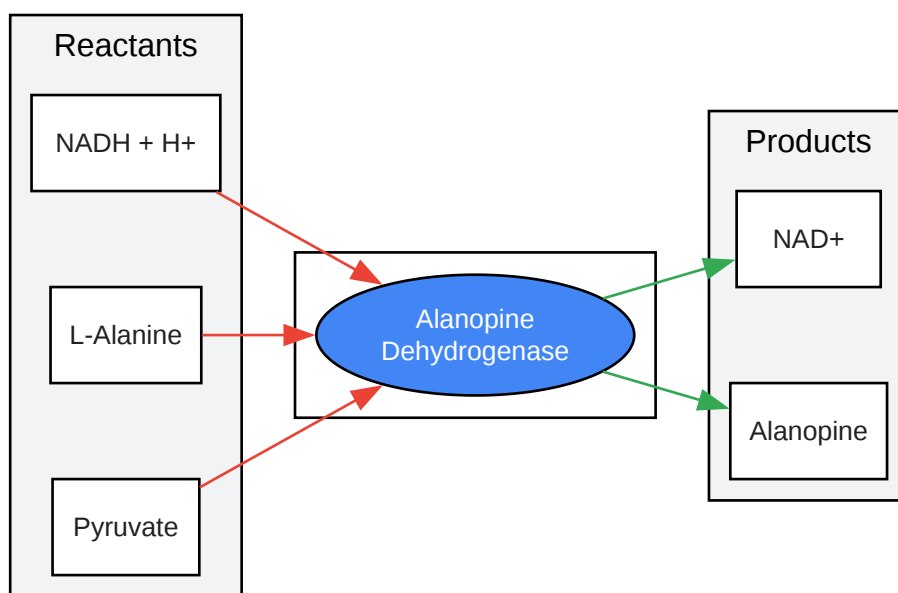 Reactants
NADH + H+
L-Alanine
Pyruvate
Alanopine
Dehydrogenase
Products
NAD+
Alanopine